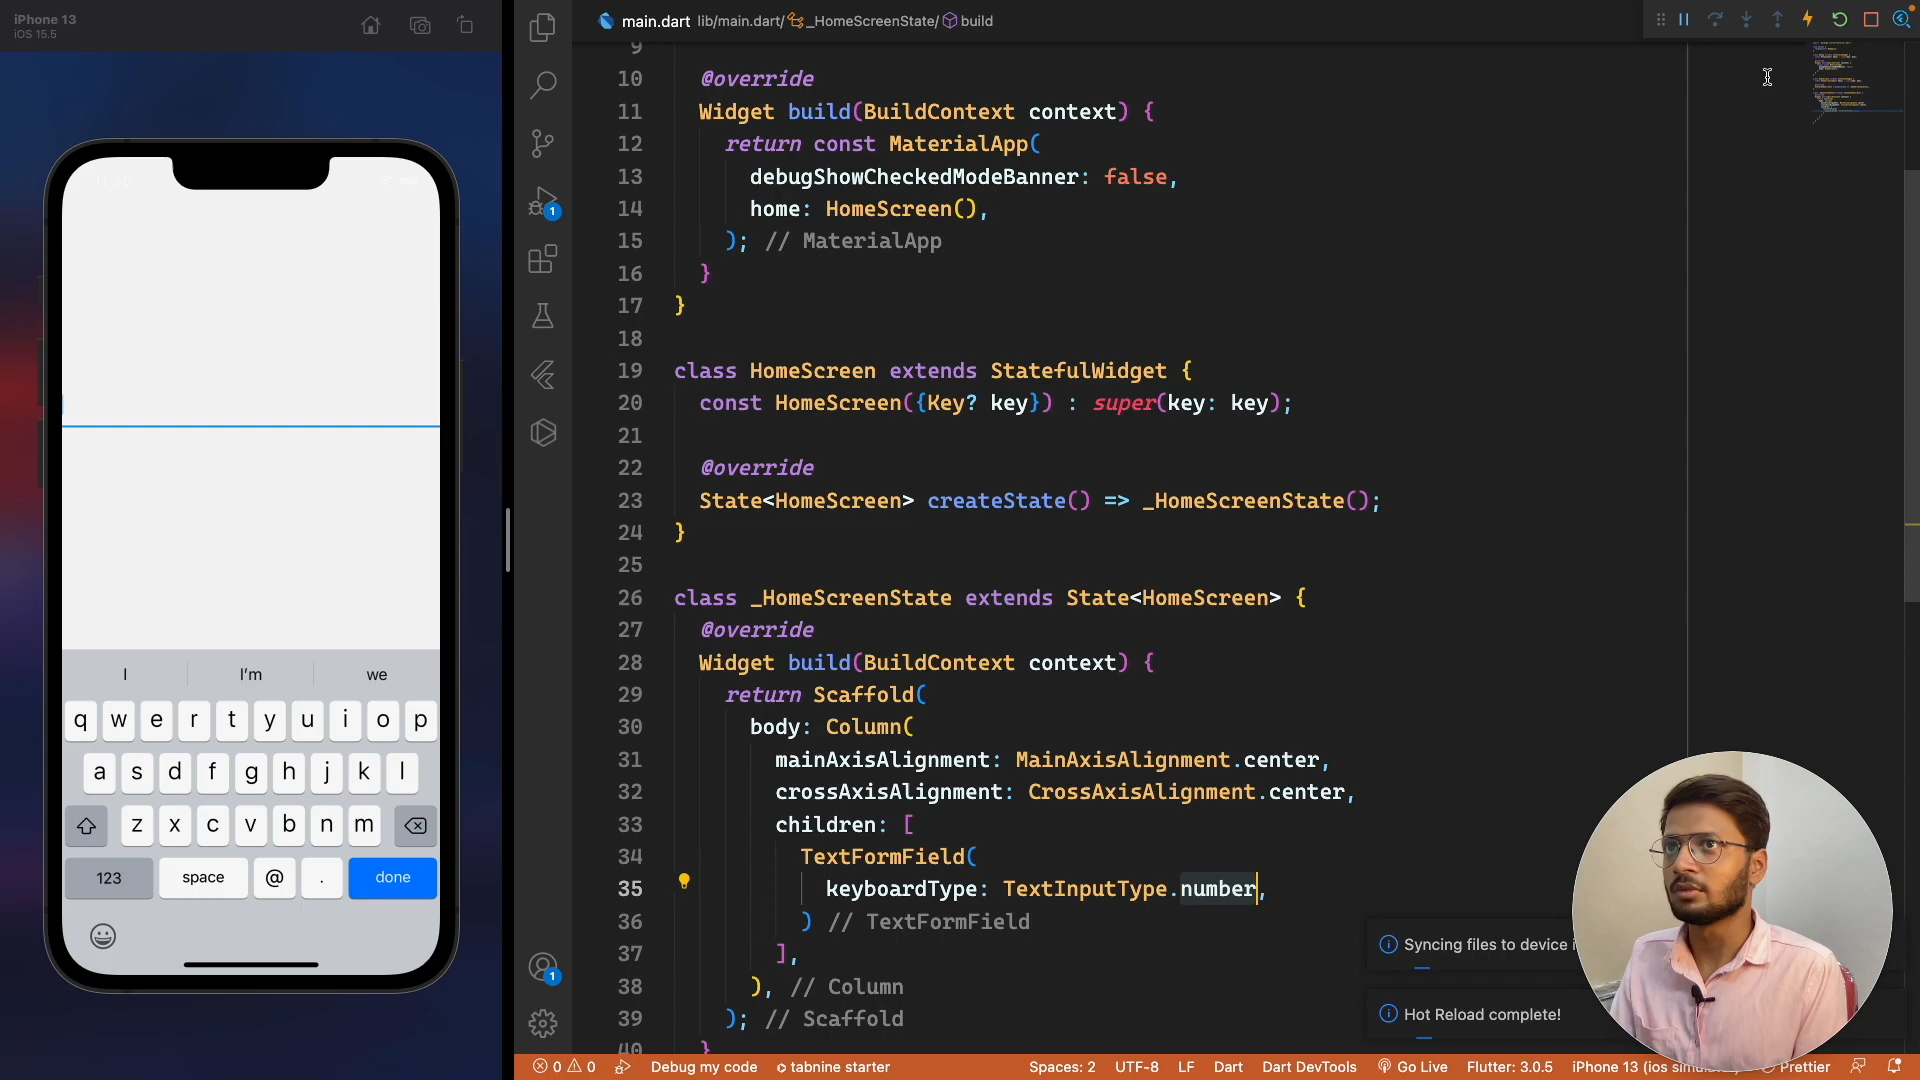 iPhone 13
iOS 15.5
I
I'm
we
q w e r t y u i o p
a s d f g h j k l
z x c v b n m
123 space @ . done
main.dart lib/main.dart/ _HomeScreenState/ build
9
10 @override
11 Widget build(BuildContext context) {
12 return const MaterialApp(
13 debugShowCheckedModeBanner: false,
14 home: HomeScreen(),
15 ); // MaterialApp
16 }
17 }
18
19 class HomeScreen extends StatefulWidget {
20 const HomeScreen({Key? key}) : super(key: key);
21
22 @override
23 State<HomeScreen> createState() => _HomeScreenState();
24 }
25
26 class _HomeScreenState extends State<HomeScreen> {
27 @override
28 Widget build(BuildContext context) {
29 return Scaffold(
30 body: Column(
31 mainAxisAlignment: MainAxisAlignment.center,
32 crossAxisAlignment: CrossAxisAlignment.center,
33 children: [
34 TextFormField(
35 keyboardType: TextInputType.number,
36 ) // TextFormField
37 ],
38 ), // Column
39 ); // Scaffold
40 }
1
1
Syncing files to device
Hot Reload complete!
0 0 Debug my code tabnine starter Spaces: 2 UTF-8 LF Dart Dart DevTools Go Live Flutter: 3.0.5 iPhone 13 (ios Prettier